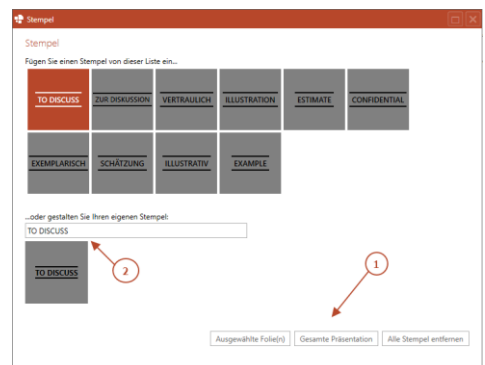 Stempel
Stempel
Fügen Sie einen Stempel von dieser Liste ein...
TO DISCUSS ZUR DISKUSSION VERTRAULICH ILLUSTRATION ESTIMATE CONFIDENTIAL
EXEMPLARISCH SCHÄTZUNG ILLUSTRATIV EXAMPLE
...oder gestalten Sie Ihren eigenen Stempel:
TO DISCUSS
1
2
TO DISCUSS
Ausgewählte Folie(n) Gesamte Präsentation Alle Stempel entfernen